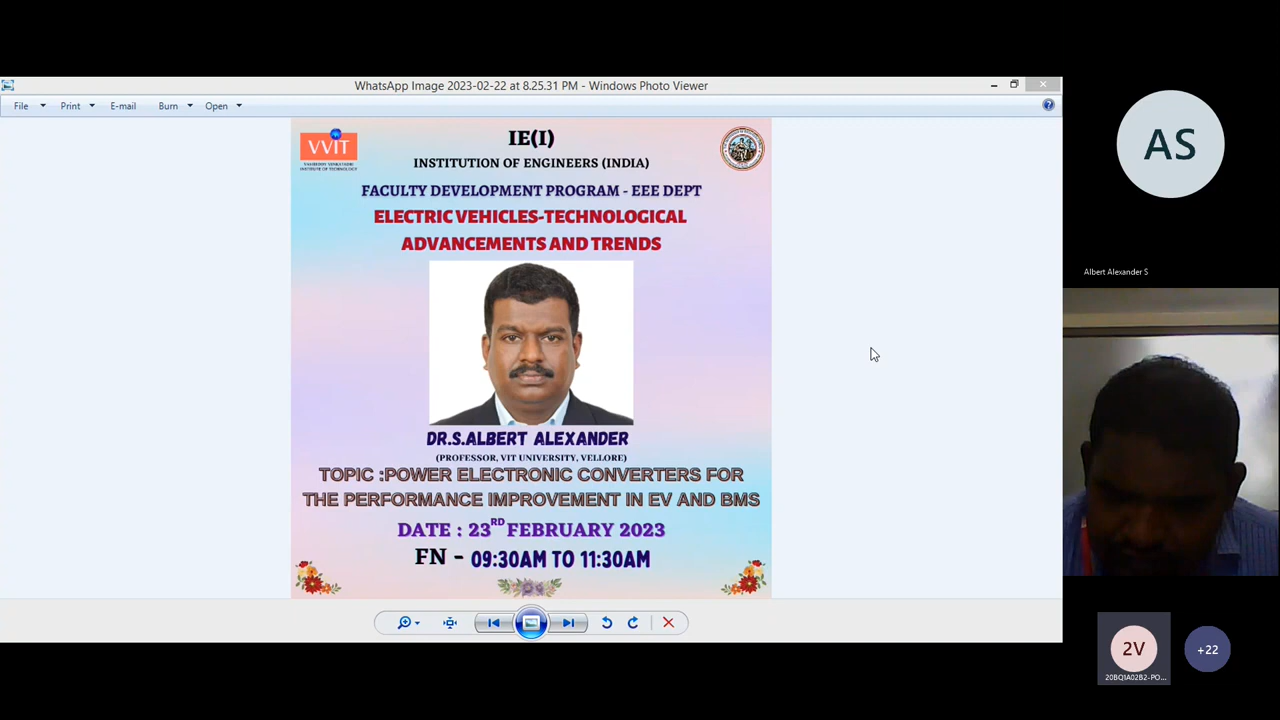 WhatsApp Image 2023-02-22 at 8.25.31 PM - Windows Photo Viewer
File Print E-mail Burn Open
VVIT
IE(I)
INSTITUTION OF ENGINEERS (INDIA)
FACULTY DEVELOPMENT PROGRAM - EEE DEPT
ELECTRIC VEHICLES-TECHNOLOGICAL
ADVANCEMENTS AND TRENDS
DR.S.ALBERT ALEXANDER
(PROFESSOR, VIT UNIVERSITY, VELLORE)
TOPIC :POWER ELECTRONIC CONVERTERS FOR
THE PERFORMANCE IMPROVEMENT IN EV AND BMS
DATE : 23RD FEBRUARY 2023
FN - 09:30AM TO 11:30AM
AS
Albert Alexander S
2V
20BQ1A02B2-PO...
+22